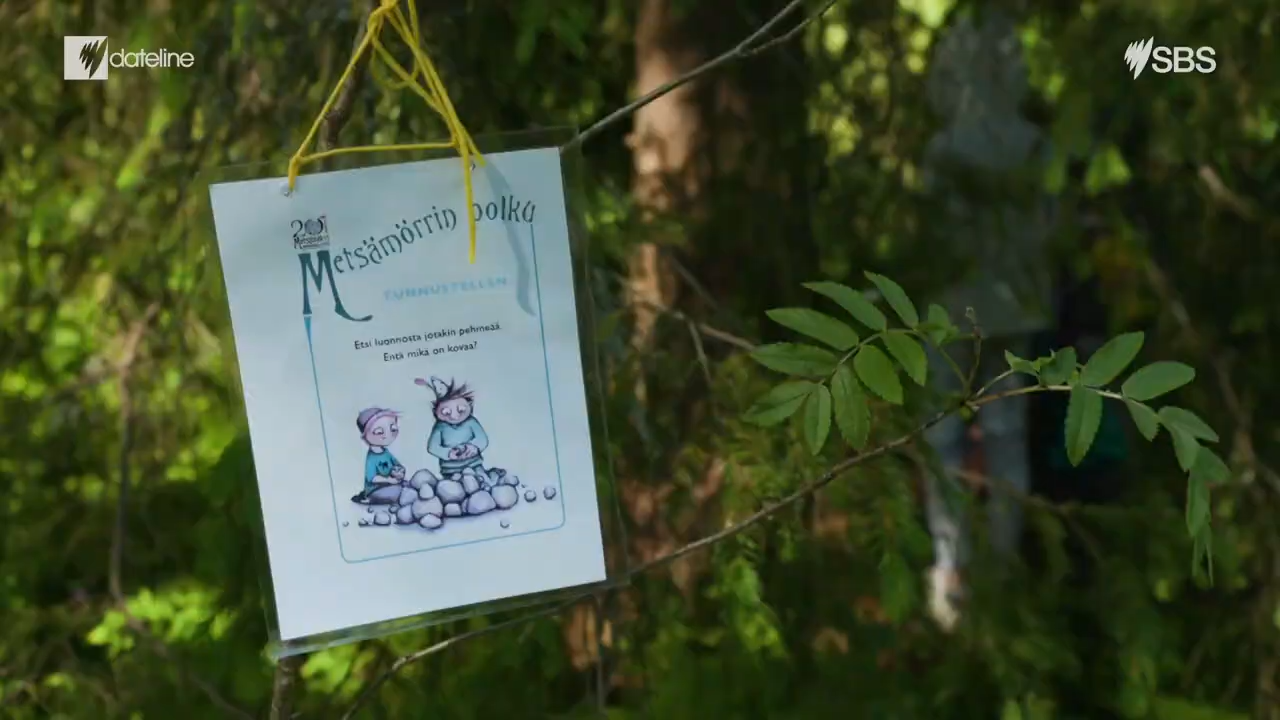 dateline
SBS
Metsämörrin polku
TUNNUSTELLEN
Etsi luonnosta jotakin pehmeää.
Entä mikä on kovaa?